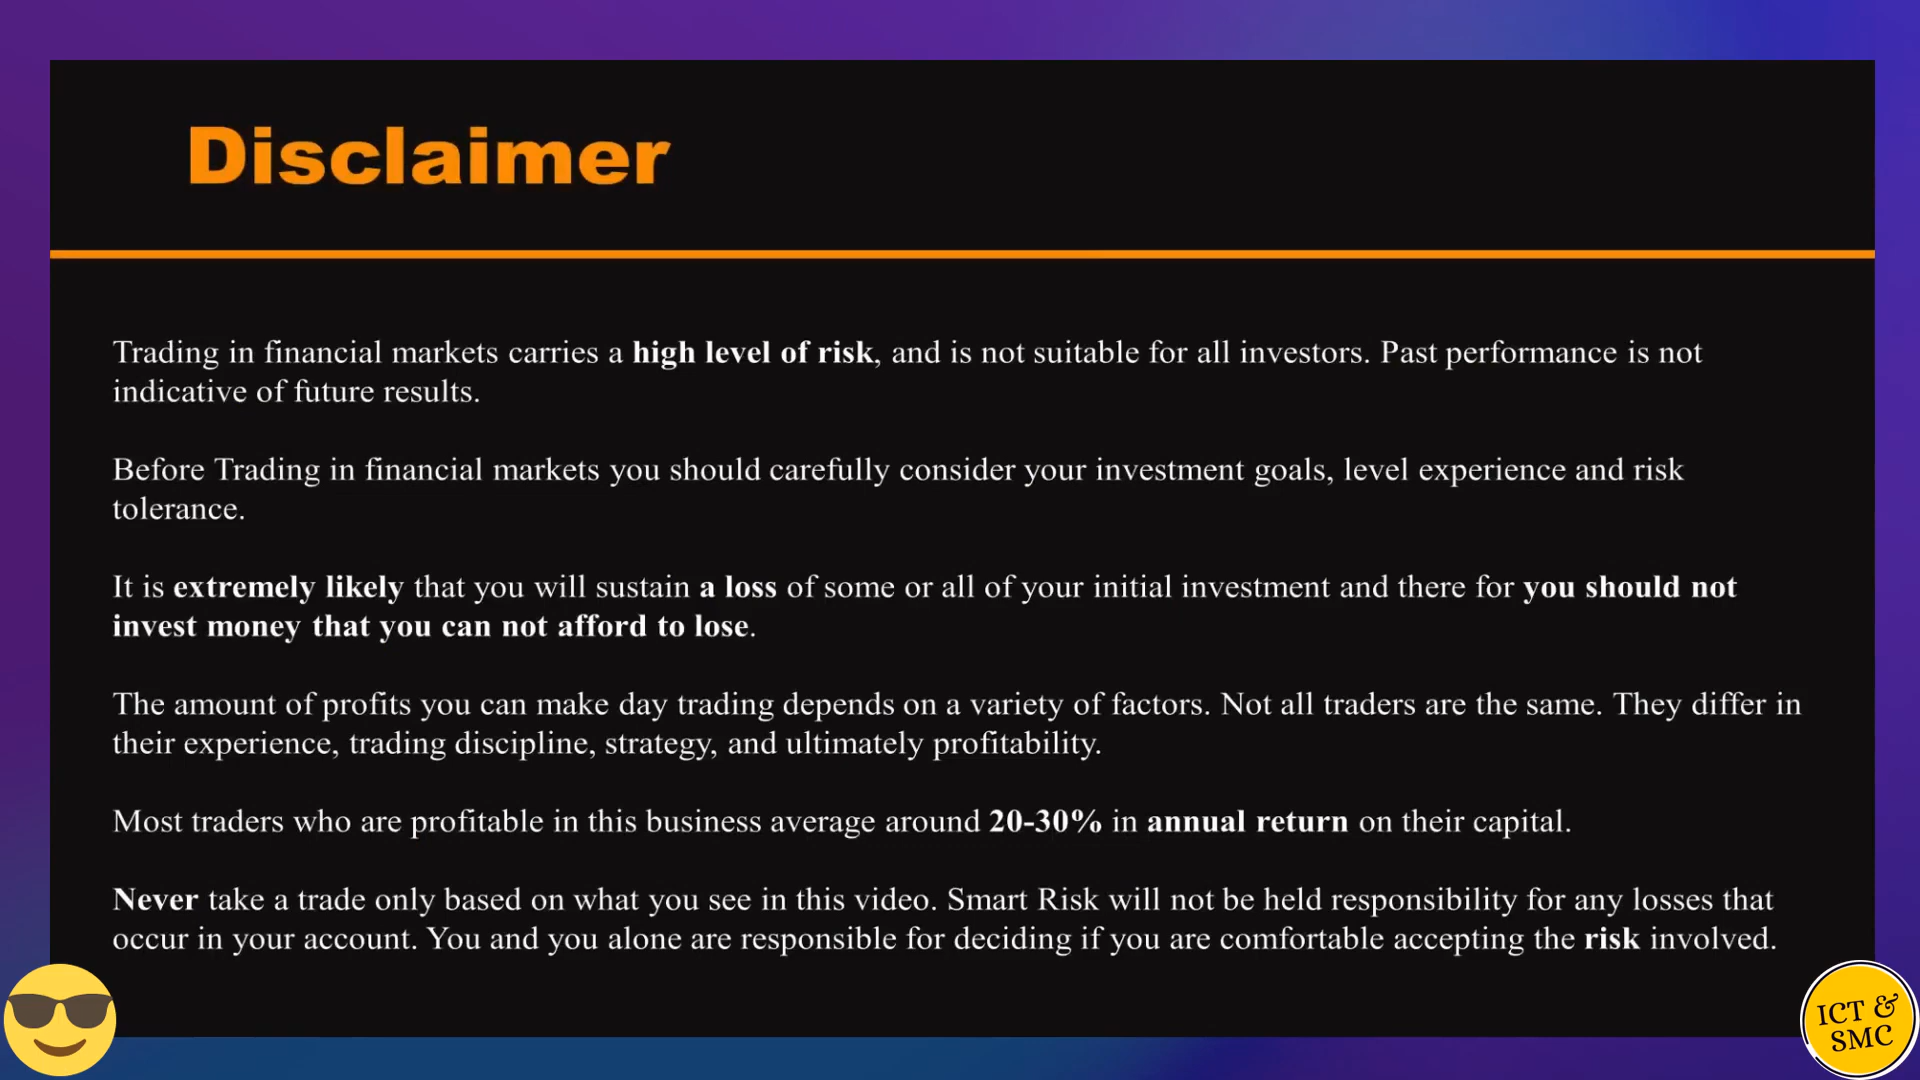 Disclaimer
Trading in financial markets carries a high level of risk, and is not suitable for all investors. Past performance is not
indicative of future results.
Before Trading in financial markets you should carefully consider your investment goals, level experience and risk
tolerance.
It is extremely likely that you will sustain a loss of some or all of your initial investment and there for you should not
invest money that you can not afford to lose.
The amount of profits you can make day trading depends on a variety of factors. Not all traders are the same. They differ in
their experience, trading discipline, strategy, and ultimately profitability.
Most traders who are profitable in this business average around 20-30% in annual return on their capital.
Never take a trade only based on what you see in this video. Smart Risk will not be held responsibility for any losses that
occur in your account. You and you alone are responsible for deciding if you are comfortable accepting the risk involved.
ICT &
SMC